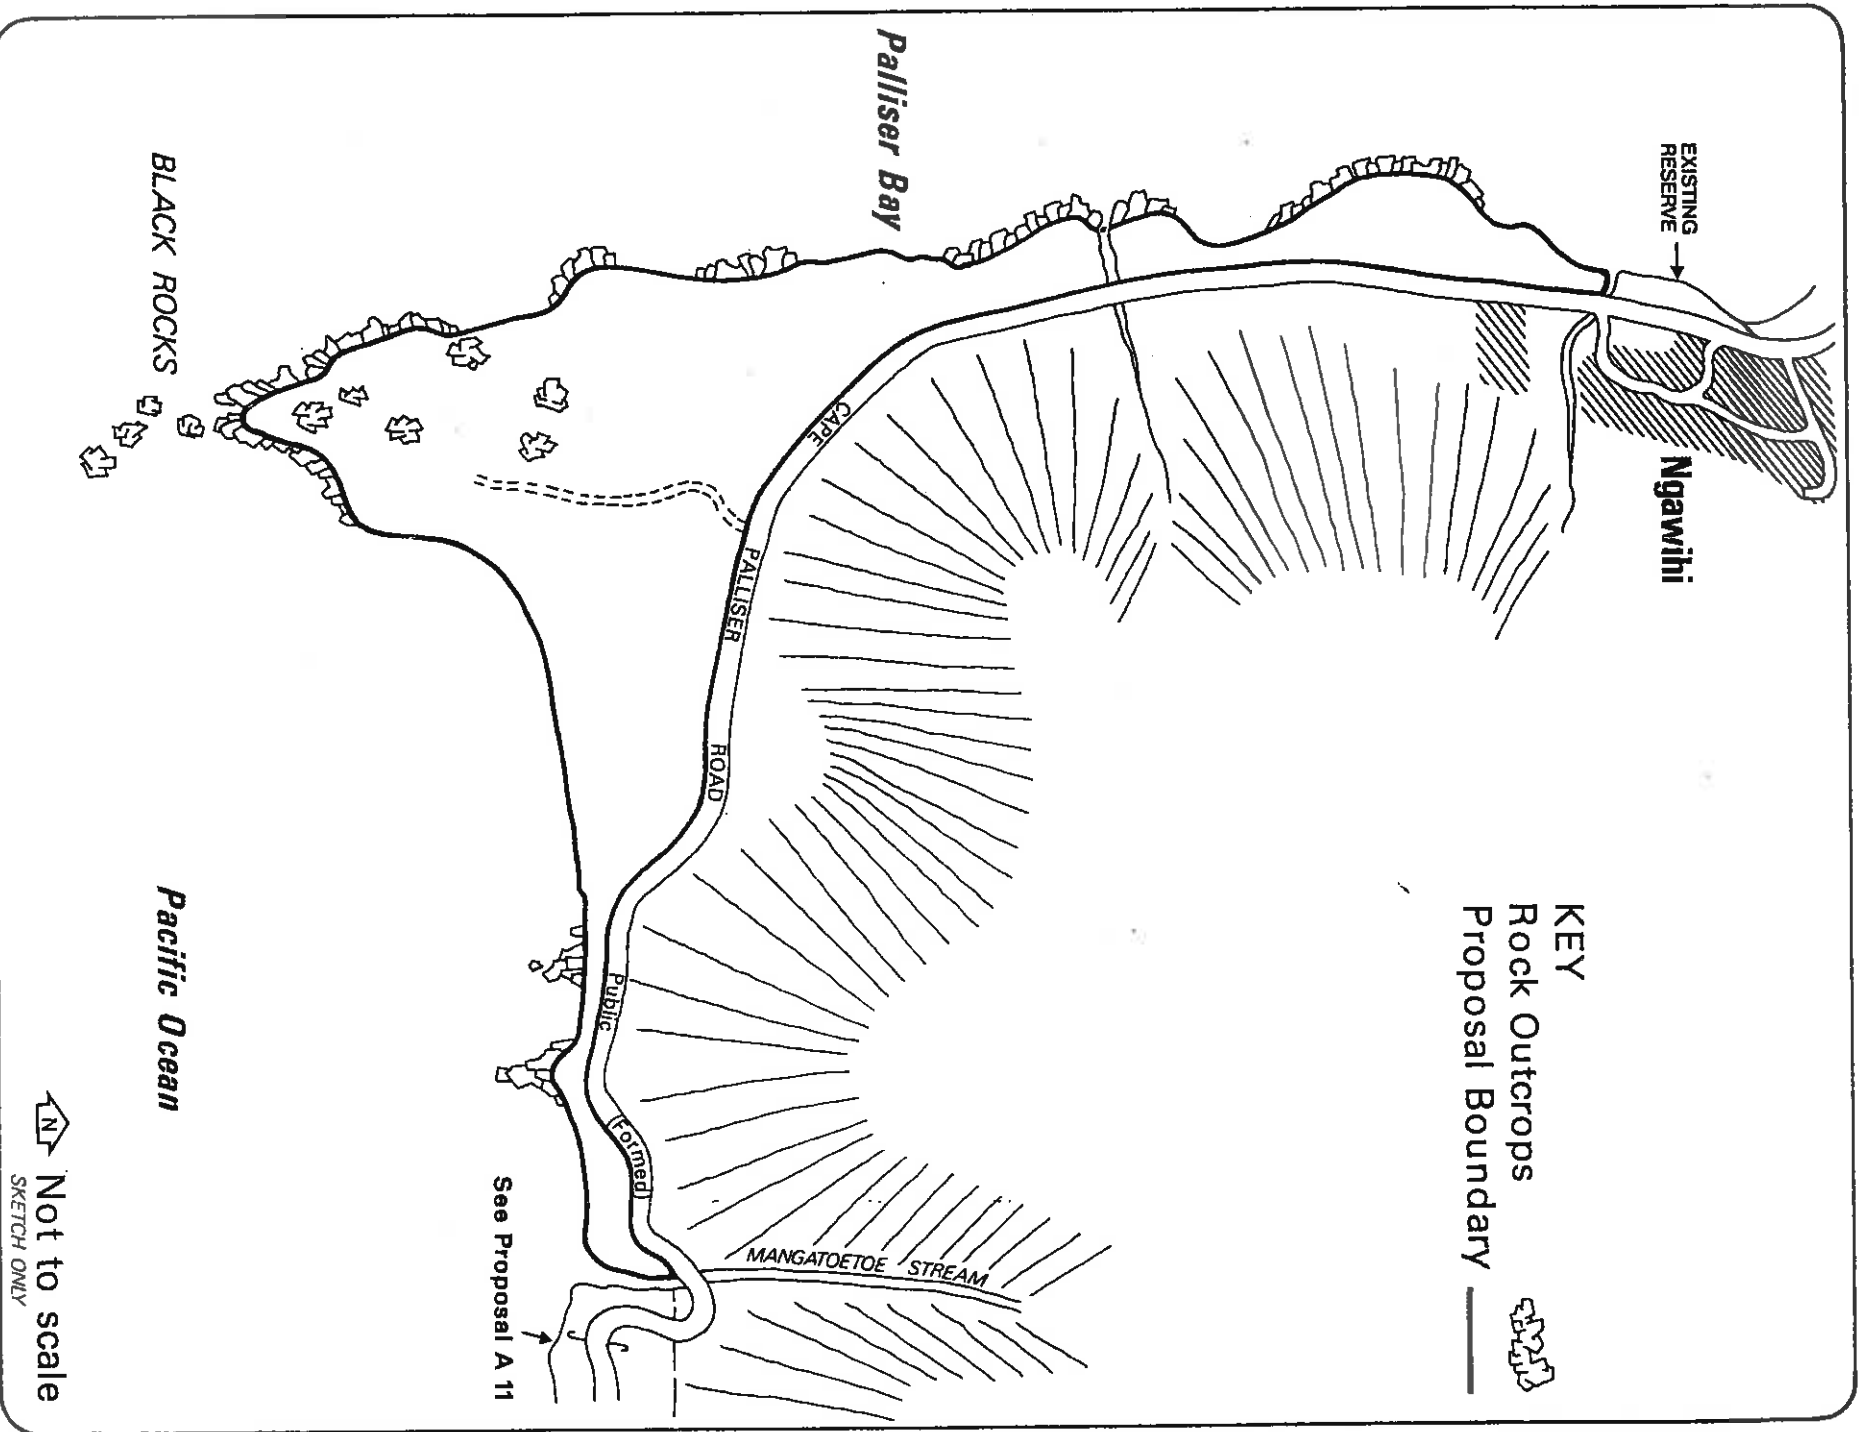 EXISTING
RESERVE
Ngawihi
Palliser Bay
BLACK ROCKS
CAPE
PALLISER
ROAD
Public
Formed
MANGATOETOE STREAM
See Proposal A 11
Pacific Ocean
KEY
Rock Outcrops
Proposal Boundary
N
Not to scale
SKETCH ONLY